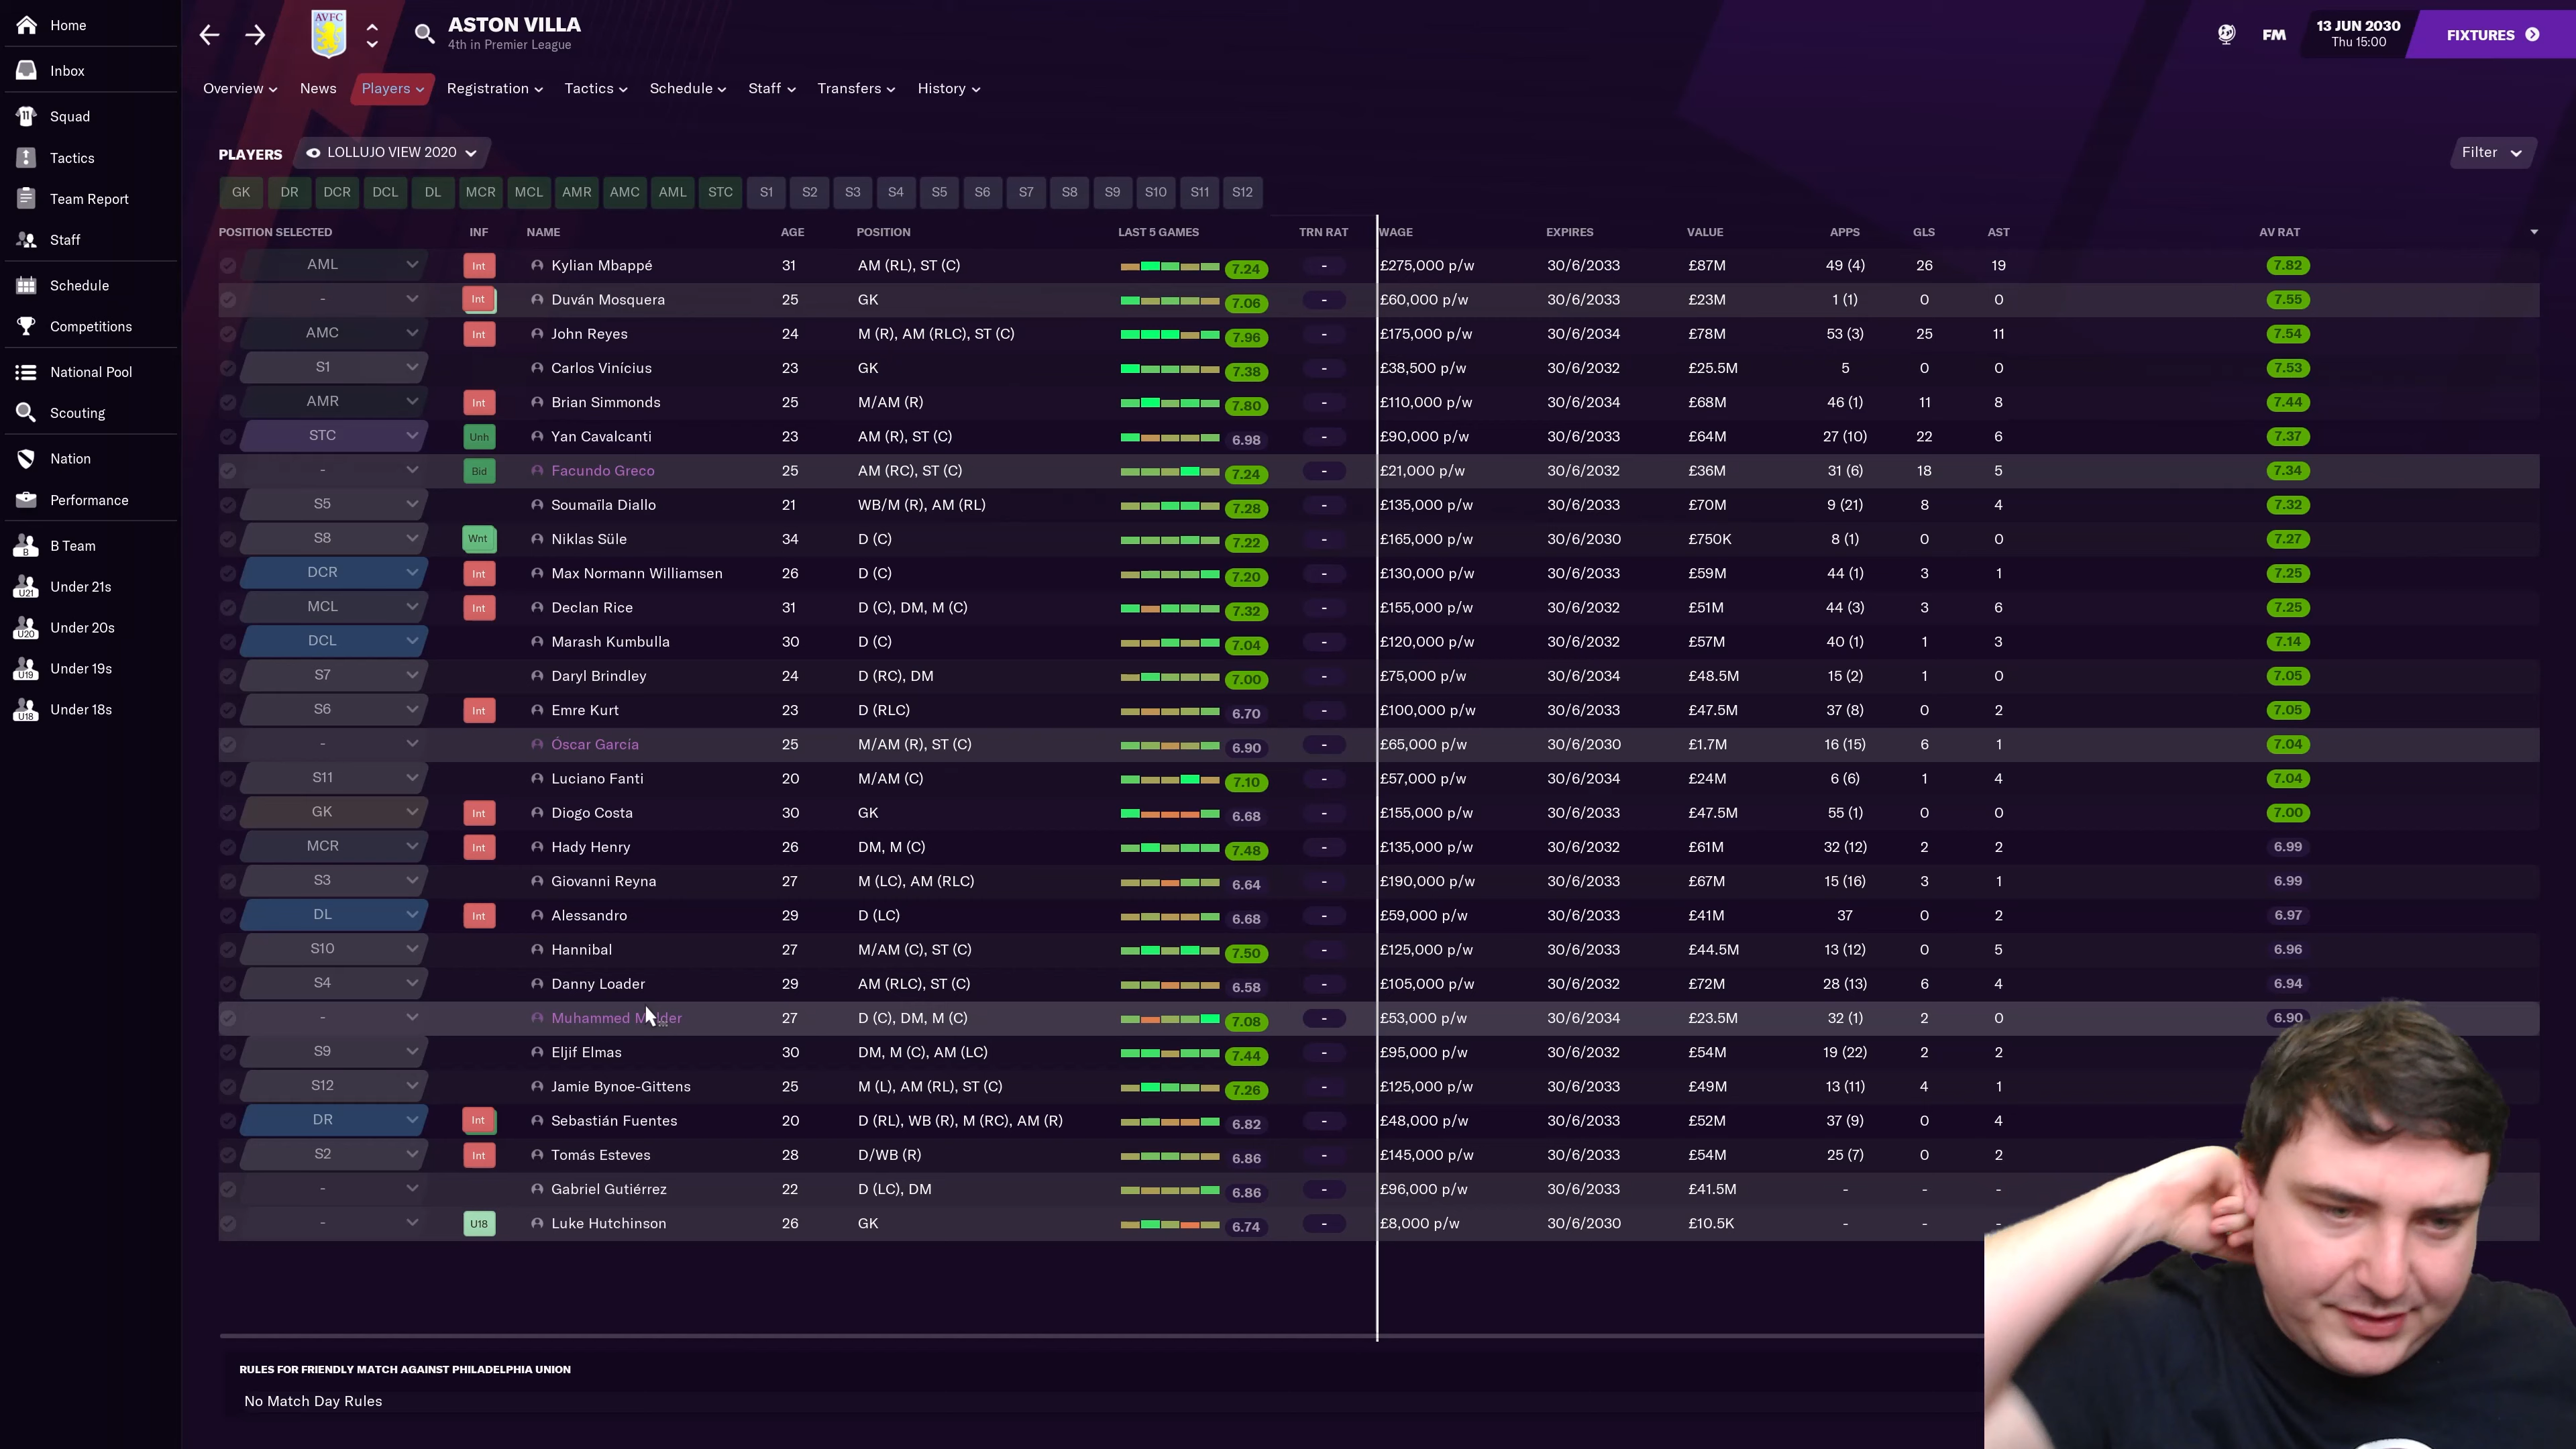 Home
Inbox
Squad
Tactics
Team Report
Staff
Schedule
Competitions
National Pool
Scouting
Nation
Performance
B Team
Under 21s
Under 20s
Under 19s
Under 18s
AVFC
ASTON VILLA
4th in Premier League
FM
13 JUN 2030
Thu 15:00
FIXTURES
Overview News Players Registration Tactics Schedule Staff Transfers History
PLAYERS LOLLUJO VIEW 2020 Filter
GK DR DCR DCL DL MCR MCL AMR AMC AML STC S1 S2 S3 S4 S5 S6 S7 S8 S9 S10 S11 S12
POSITION SELECTED INF NAME AGE POSITION LAST 5 GAMES TRN RAT WAGE EXPIRES VALUE APPS GLS AST AV RAT
AML Int Kylian Mbappé 31 AM (RL), ST (C) 7.24 - £275,000 p/w 30/6/2033 £87M 49 (4) 26 19 7.82
- Int Duván Mosquera 25 GK 7.06 - £60,000 p/w 30/6/2033 £23M 1 (1) 0 0 7.55
AMC Int John Reyes 24 M (R), AM (RLC), ST (C) 7.96 - £175,000 p/w 30/6/2034 £78M 53 (3) 25 11 7.54
S1 Carlos Vinícius 23 GK 7.38 - £38,500 p/w 30/6/2032 £25.5M 5 0 0 7.53
AMR Int Brian Simmonds 25 M/AM (R) 7.80 - £110,000 p/w 30/6/2034 £68M 46 (1) 11 8 7.44
STC Unh Yan Cavalcanti 23 AM (R), ST (C) 6.98 - £90,000 p/w 30/6/2033 £64M 27 (10) 22 6 7.37
- Bid Facundo Greco 25 AM (RC), ST (C) 7.24 - £21,000 p/w 30/6/2032 £36M 31 (6) 18 5 7.34
S5 Soumaïla Diallo 21 WB/M (R), AM (RL) 7.28 - £135,000 p/w 30/6/2033 £70M 9 (21) 8 4 7.32
S8 Wnt Niklas Süle 34 D (C) 7.22 - £165,000 p/w 30/6/2030 £750K 8 (1) 0 0 7.27
DCR Int Max Normann Williamsen 26 D (C) 7.20 - £130,000 p/w 30/6/2033 £59M 44 (1) 3 1 7.25
MCL Int Declan Rice 31 D (C), DM, M (C) 7.32 - £155,000 p/w 30/6/2032 £51M 44 (3) 3 6 7.25
DCL Marash Kumbulla 30 D (C) 7.04 - £120,000 p/w 30/6/2032 £57M 40 (1) 1 3 7.14
S7 Daryl Brindley 24 D (RC), DM 7.00 - £75,000 p/w 30/6/2034 £48.5M 15 (2) 1 0 7.05
S6 Int Emre Kurt 23 D (RLC) 6.70 - £100,000 p/w 30/6/2033 £47.5M 37 (8) 0 2 7.05
- Óscar García 25 M/AM (R), ST (C) 6.90 - £65,000 p/w 30/6/2030 £1.7M 16 (15) 6 1 7.04
S11 Luciano Fanti 20 M/AM (C) 7.10 - £57,000 p/w 30/6/2034 £24M 6 (6) 1 4 7.04
GK Int Diogo Costa 30 GK 6.68 - £155,000 p/w 30/6/2033 £47.5M 55 (1) 0 0 7.00
MCR Int Hady Henry 26 DM, M (C) 7.48 - £135,000 p/w 30/6/2032 £61M 32 (12) 2 2 6.99
S3 Giovanni Reyna 27 M (LC), AM (RLC) 6.64 - £190,000 p/w 30/6/2033 £67M 15 (16) 3 1 6.99
DL Int Alessandro 29 D (LC) 6.68 - £59,000 p/w 30/6/2033 £41M 37 0 2 6.97
S10 Hannibal 27 M/AM (C), ST (C) 7.50 - £125,000 p/w 30/6/2033 £44.5M 13 (12) 0 5 6.96
S4 Danny Loader 29 AM (RLC), ST (C) 6.58 - £105,000 p/w 30/6/2032 £72M 28 (13) 6 4 6.94
- Muhammed 27 D (C), DM, M (C) 7.08 - £53,000 p/w 30/6/2034 £23.5M 32 (1) 2 0 6.90
S9 Eljif Elmas 30 DM, M (C), AM (LC) 7.44 - £95,000 p/w 30/6/2032 £54M 19 (22) 2 2
S12 Jamie Bynoe-Gittens 25 M (L), AM (RL), ST (C) 7.26 - £125,000 p/w 30/6/2033 £49M 13 (11) 4 1
DR Int Sebastián Fuentes 20 D (RL), WB (R), M (RC), AM (R) 6.82 - £48,000 p/w 30/6/2033 £52M 37 (9) 0 4
S2 Int Tomás Esteves 28 D/WB (R) 6.86 - £145,000 p/w 30/6/2033 £54M 25 (7) 0 2
- Gabriel Gutiérrez 22 D (LC), DM 6.86 - £96,000 p/w 30/6/2033 £41.5M - - -
- U18 Luke Hutchinson 26 GK 6.74 - £8,000 p/w 30/6/2030 £10.5K - - -
RULES FOR FRIENDLY MATCH AGAINST PHILADELPHIA UNION
No Match Day Rules